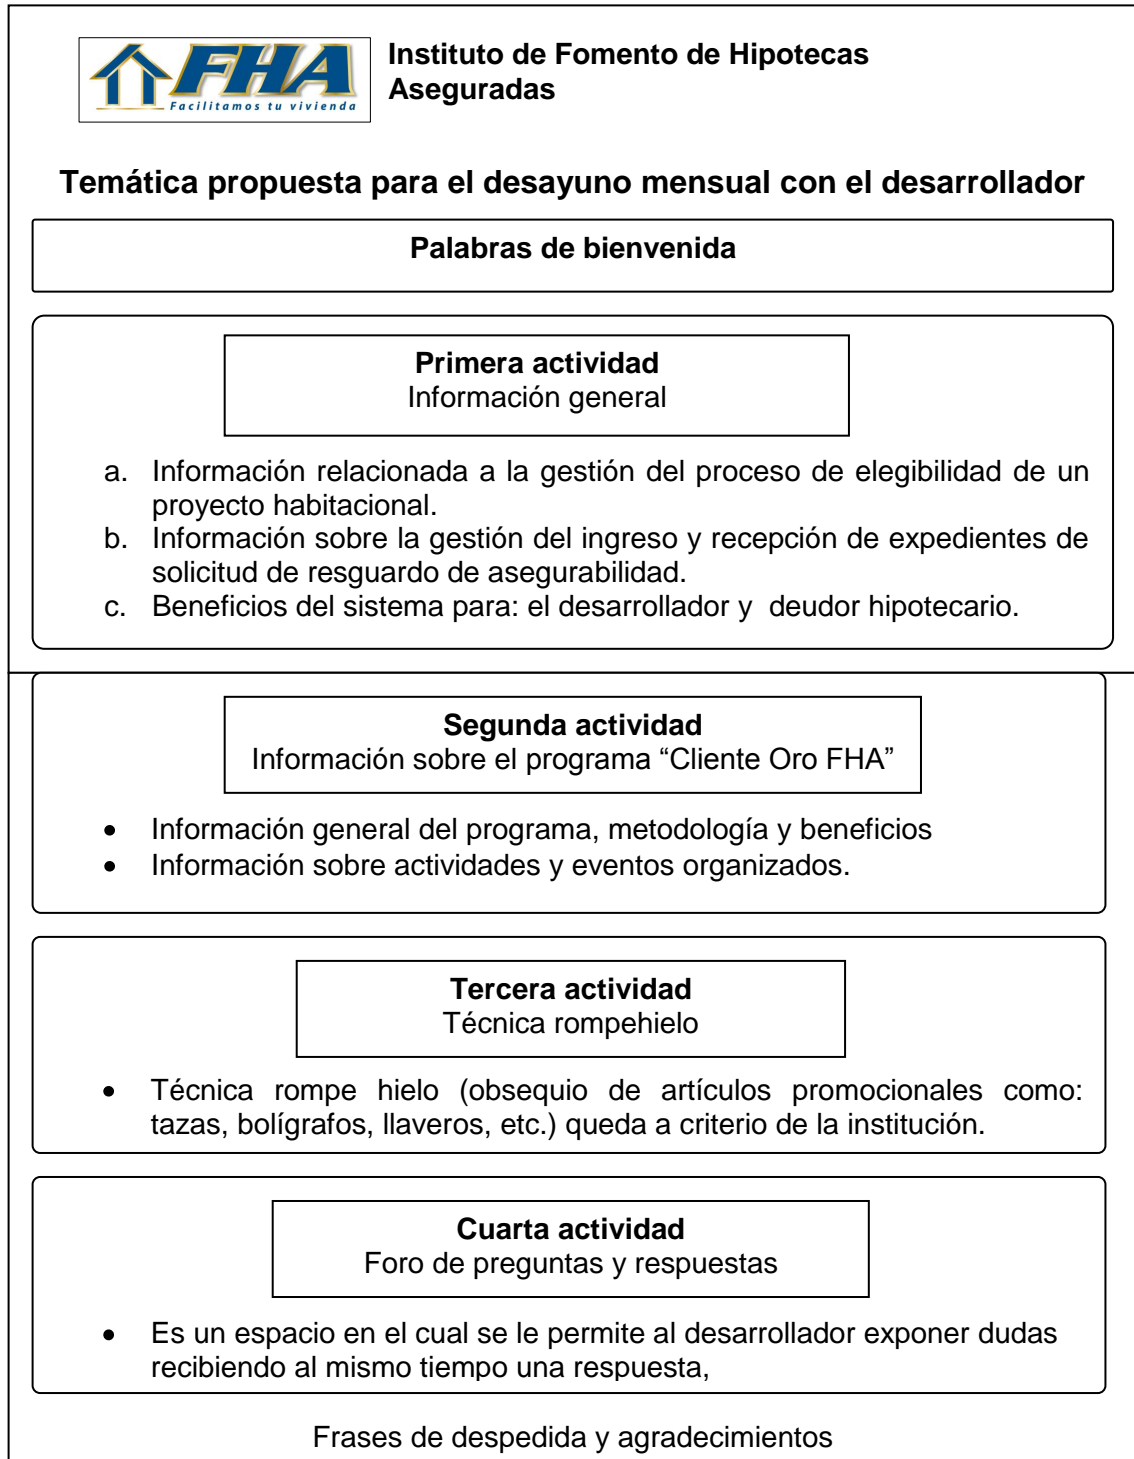 FHA
Facilitamos tu vivienda
Instituto de Fomento de Hipotecas
Aseguradas
Temática propuesta para el desayuno mensual con el desarrollador
Palabras de bienvenida
Primera actividad
Información general
a. Información relacionada a la gestión del proceso de elegibilidad de un
proyecto habitacional.
b. Información sobre la gestión del ingreso y recepción de expedientes de
solicitud de resguardo de asegurabilidad.
c. Beneficios del sistema para: el desarrollador y deudor hipotecario.
Segunda actividad
Información sobre el programa “Cliente Oro FHA”
• Información general del programa, metodología y beneficios
• Información sobre actividades y eventos organizados.
Tercera actividad
Técnica rompehielo
• Técnica rompe hielo (obsequio de artículos promocionales como:
tazas, bolígrafos, llaveros, etc.) queda a criterio de la institución.
Cuarta actividad
Foro de preguntas y respuestas
• Es un espacio en el cual se le permite al desarrollador exponer dudas
recibiendo al mismo tiempo una respuesta,
Frases de despedida y agradecimientos